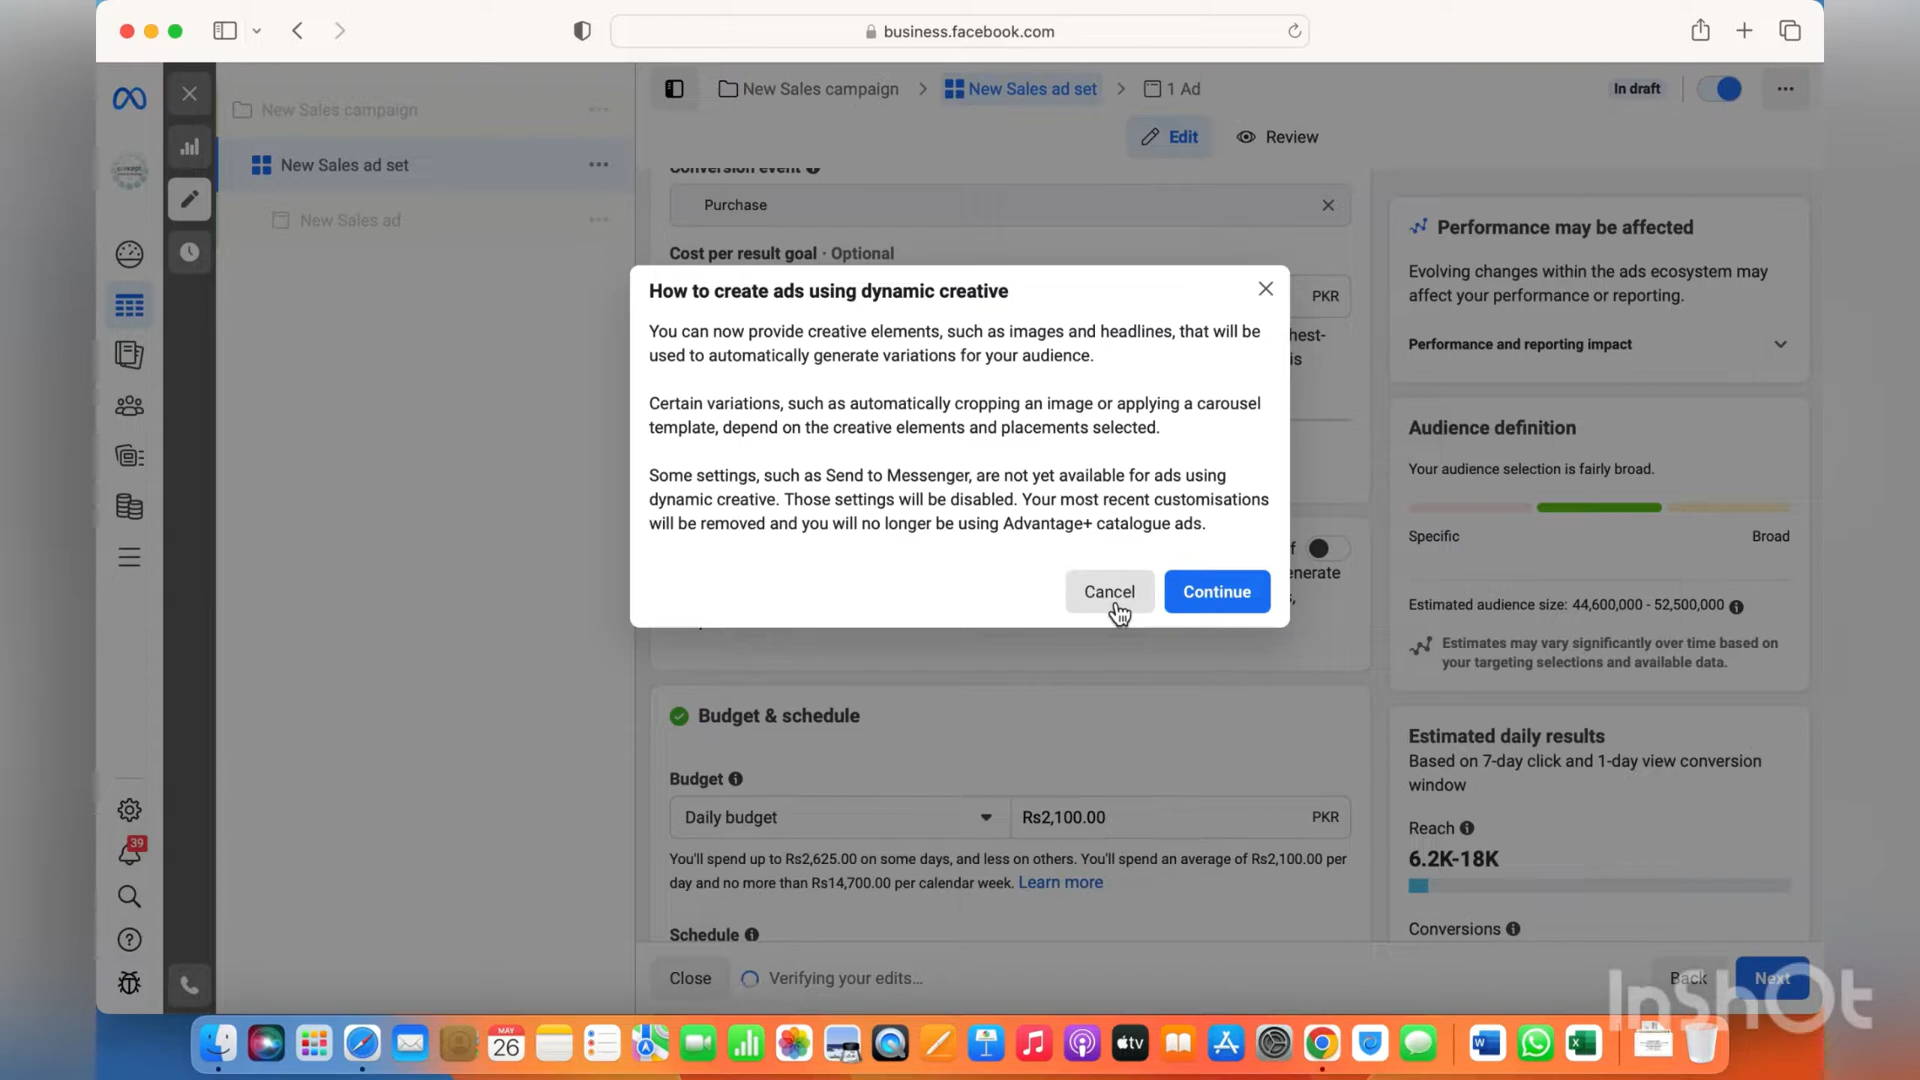 business.facebook.com
New Sales campaign
New Sales ad set
New Sales ad
New Sales campaign
New Sales ad set
1 Ad
In draft
Edit
Review
Conversion event
Purchase
Cost per result goal · Optional
PKR
hest-
is
How to create ads using dynamic creative
You can now provide creative elements, such as images and headlines, that will be
used to automatically generate variations for your audience.
Certain variations, such as automatically cropping an image or applying a carousel
template, depend on the creative elements and placements selected.
Some settings, such as Send to Messenger, are not yet available for ads using
dynamic creative. Those settings will be disabled. Your most recent customisations
will be removed and you will no longer be using Advantage+ catalogue ads.
Cancel
Continue
f
enerate
Budget & schedule
Budget
Daily budget
Rs2,100.00
PKR
You'll spend up to Rs2,625.00 on some days, and less on others. You'll spend an average of Rs2,100.00 per
day and no more than Rs14,700.00 per calendar week. Learn more
Schedule
Close
Verifying your edits...
Back
Next
Performance may be affected
Evolving changes within the ads ecosystem may
affect your performance or reporting.
Performance and reporting impact
Audience definition
Your audience selection is fairly broad.
Specific
Broad
Estimated audience size: 44,600,000 - 52,500,000
Estimates may vary significantly over time based on
your targeting selections and available data.
Estimated daily results
Based on 7-day click and 1-day view conversion
window
Reach
6.2K-18K
Conversions
39
InShOt
MAY
26
tv
W
X